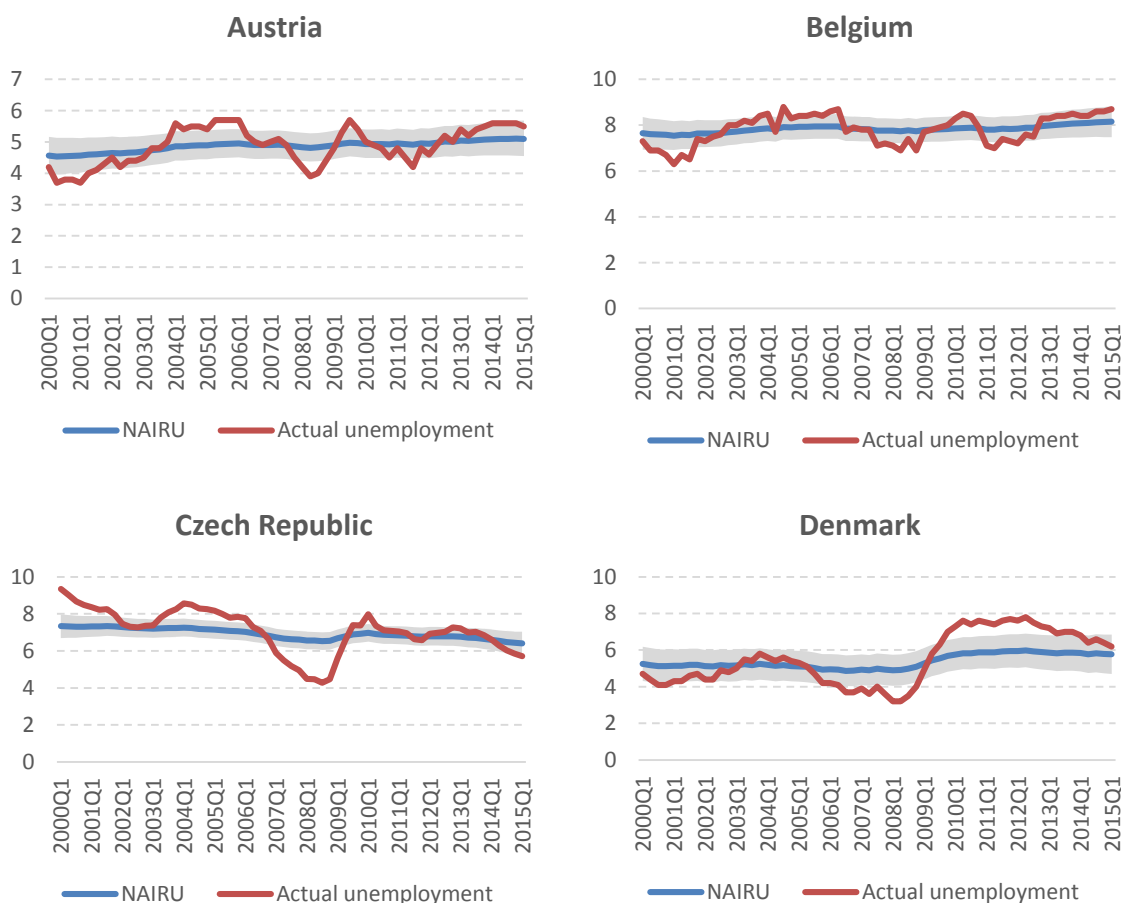 Austria
7
6
5
4
3
2
1
0
2000Q1
2001Q1
2002Q1
2003Q1
2004Q1
2005Q1
2006Q1
2007Q1
2008Q1
2009Q1
2010Q1
2011Q1
2012Q1
2013Q1
2014Q1
2015Q1
NAIRU Actual unemployment
Belgium
10
8
6
4
2
0
2000Q1
2001Q1
2002Q1
2003Q1
2004Q1
2005Q1
2006Q1
2007Q1
2008Q1
2009Q1
2010Q1
2011Q1
2012Q1
2013Q1
2014Q1
2015Q1
NAIRU Actual unemployment
Czech Republic
10
8
6
4
2
0
2000Q1
2001Q1
2002Q1
2003Q1
2004Q1
2005Q1
2006Q1
2007Q1
2008Q1
2009Q1
2010Q1
2011Q1
2012Q1
2013Q1
2014Q1
2015Q1
NAIRU Actual unemployment
Denmark
10
8
6
4
2
0
2000Q1
2001Q1
2002Q1
2003Q1
2004Q1
2005Q1
2006Q1
2007Q1
2008Q1
2009Q1
2010Q1
2011Q1
2012Q1
2013Q1
2014Q1
2015Q1
NAIRU Actual unemployment